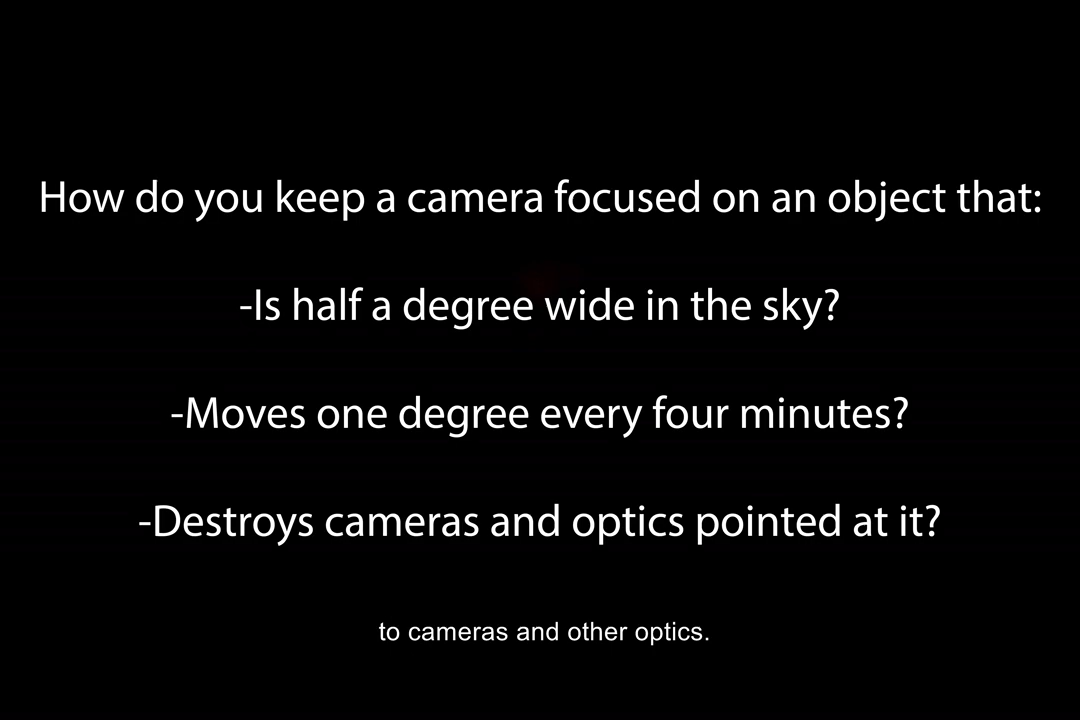 How do you keep a camera focused on an object that:
-Is half a degree wide in the sky?
-Moves one degree every four minutes?
-Destroys cameras and optics pointed at it?
to cameras and other optics.